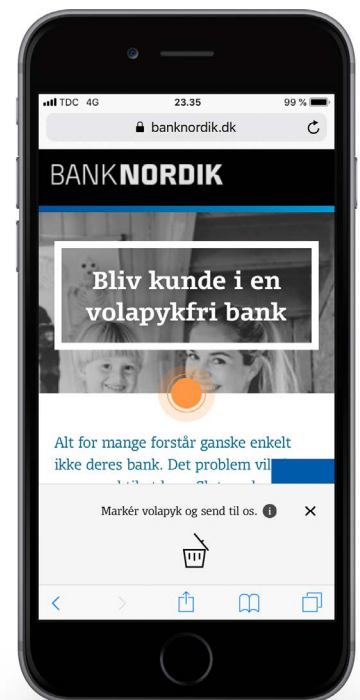 TDC 4G 23.35 99 %
banknordik.dk
BANKNORDIK
Bliv kunde i en
volapykfri bank
Alt for mange forstår ganske enkelt
ikke deres bank. Det problem vil
Markér volapyk og send til os.